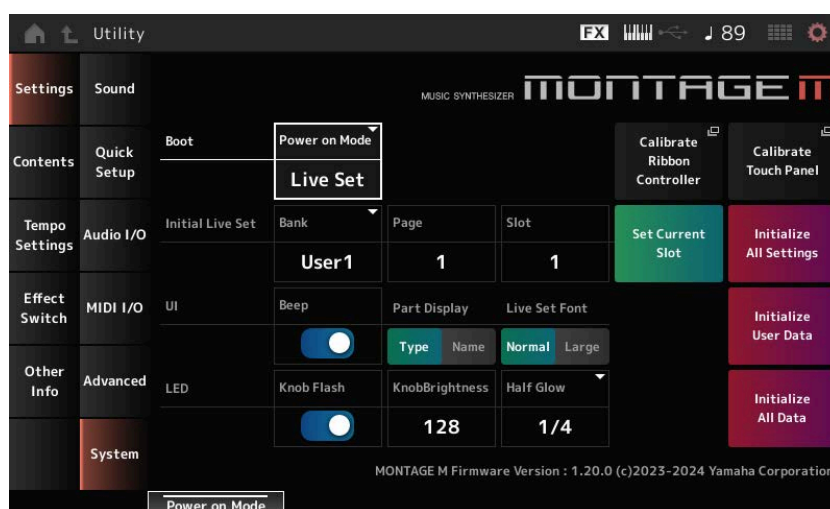 Utility
FX
89
Settings
Sound
MUSIC SYNTHESIZER MONTAGE M
Contents
Quick
Setup
Boot
Power on Mode
Live Set
Calibrate
Ribbon
Controller
Calibrate
Touch Panel
Tempo
Settings
Audio I/O
Initial Live Set
Bank
User1
Page
1
Slot
1
Set Current
Slot
Initialize
All Settings
Effect
Switch
MIDI I/O
UI
Beep
Part Display
Type
Name
Live Set Font
Normal
Large
Initialize
User Data
Other
Info
Advanced
LED
Knob Flash
KnobBrightness
128
Half Glow
1/4
Initialize
All Data
System
MONTAGE M Firmware Version : 1.20.0 (c)2023-2024 Yamaha Corporation
Power on Mode